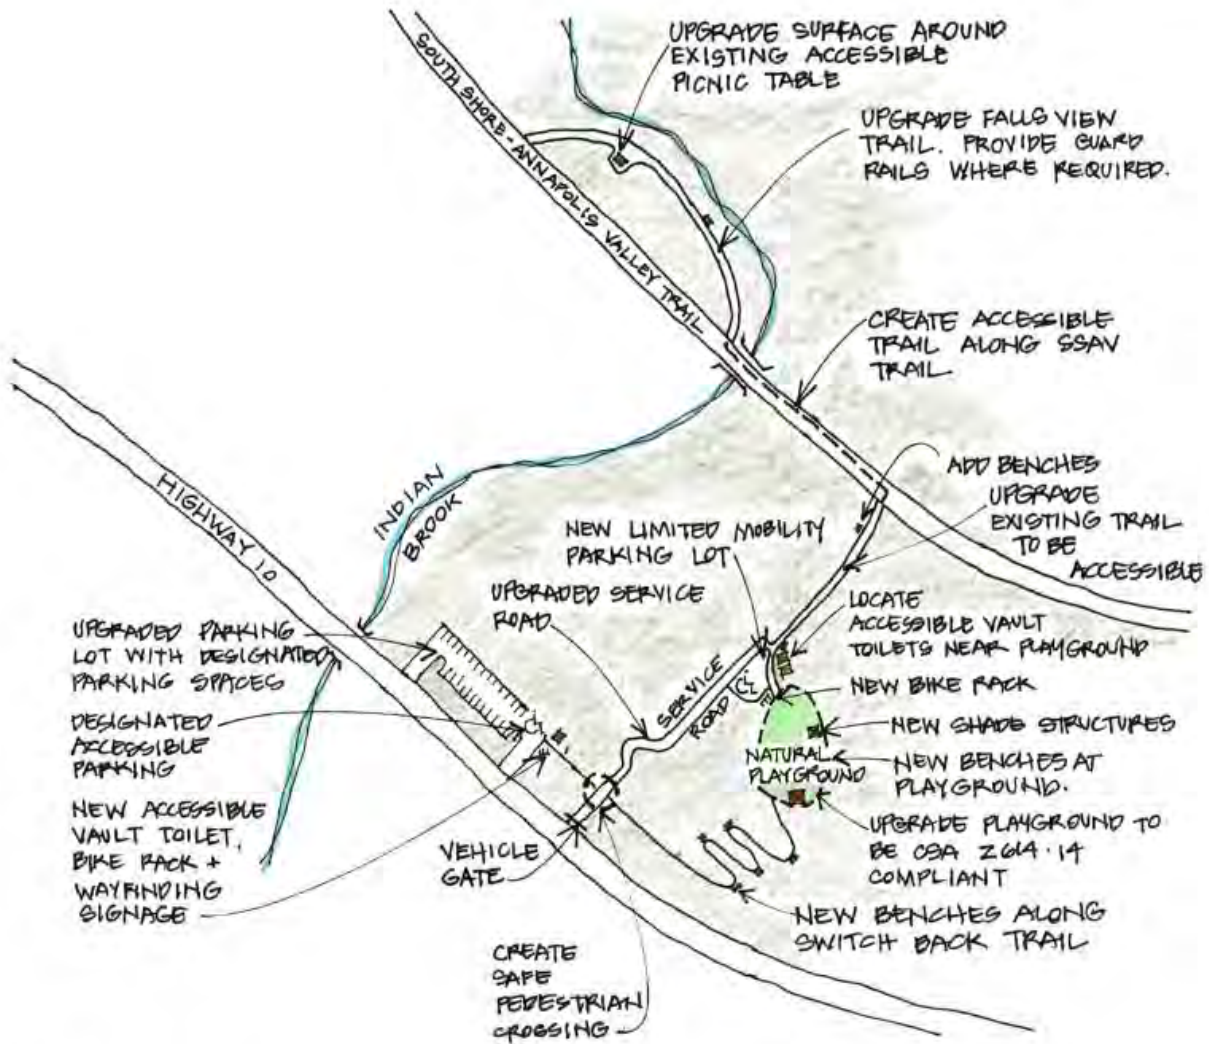 UPGRADE SURFACE AROUND
EXISTING ACCESSIBLE
PICNIC TABLE
SOUTH SHORE - ANNAPOLIS VALLEY TRAIL
UPGRADE FALLS VIEW
TRAIL. PROVIDE GUARD
RAILS WHERE REQUIRED.
CREATE ACCESSIBLE
TRAIL ALONG SSAV
TRAIL
ADD BENCHES
UPGRADE
EXISTING TRAIL
TO BE
ACCESSIBLE
HIGHWAY 10
INDIAN
BROOK
NEW LIMITED MOBILITY
PARKING LOT
UPGRADED SERVICE
ROAD
LOCATE
ACCESSIBLE VAULT
TOILETS NEAR PLAYGROUND
UPGRADED PARKING
LOT WITH DESIGNATED
PARKING SPACES
SERVICE
ROAD
NEW BIKE RACK
NEW SHADE STRUCTURES
DESIGNATED
ACCESSIBLE
PARKING
NATURAL
PLAYGROUND
NEW BENCHES AT
PLAYGROUND.
NEW ACCESSIBLE
VAULT TOILET,
BIKE RACK +
WAYFINDING
SIGNAGE
VEHICLE
GATE
UPGRADE PLAYGROUND TO
BE CSA Z614.14
COMPLIANT
NEW BENCHES ALONG
SWITCH BACK TRAIL
CREATE
SAFE
PEDESTRIAN
CROSSING